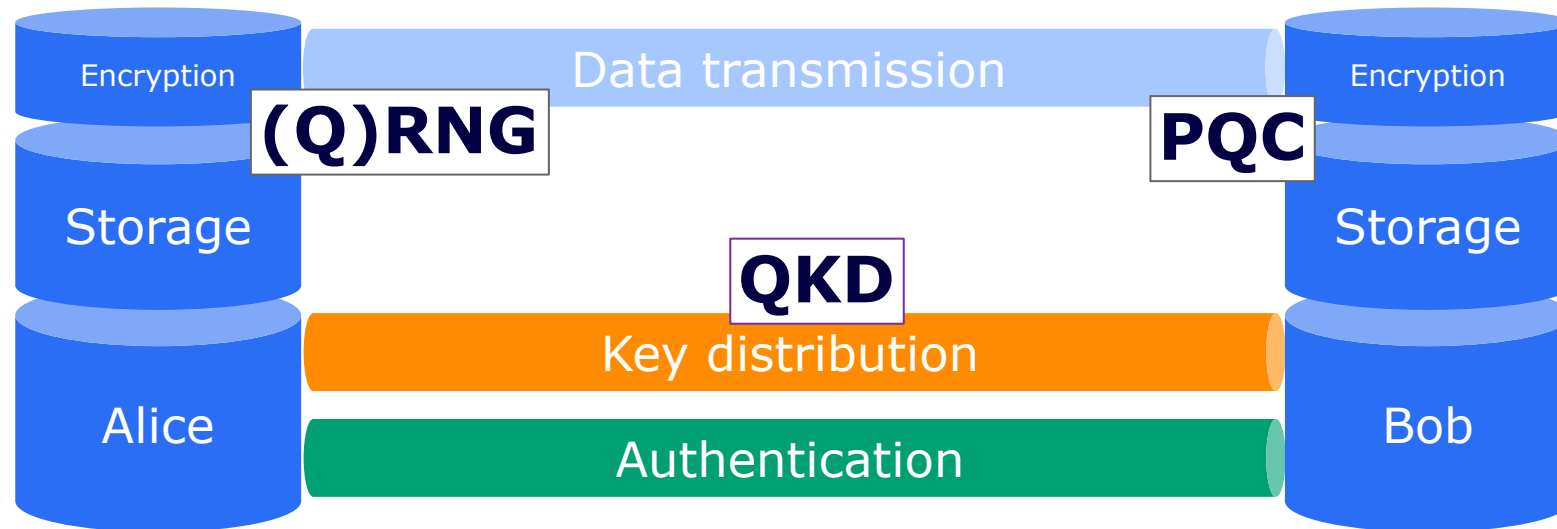 Encryption
Data transmission
Encryption
(Q)RNG
PQC
Storage
Storage
QKD
Key distribution
Alice
Bob
Authentication